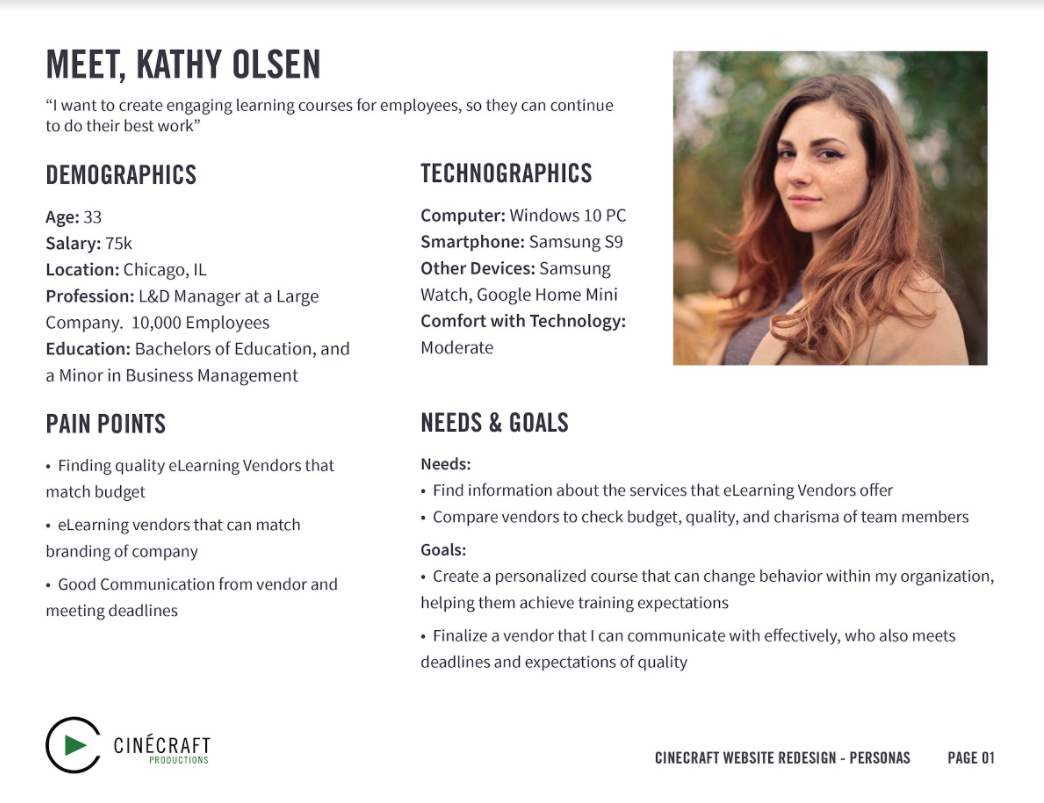 MEET, KATHY OLSEN
“I want to create engaging learning courses for employees, so they can continue
to do their best work”
DEMOGRAPHICS
Age: 33
Salary: 75k
Location: Chicago, IL
Profession: L&D Manager at a Large
Company.  10,000 Employees
Education: Bachelors of Education, and
a Minor in Business Management
TECHNOGRAPHICS
Computer: Windows 10 PC
Smartphone: Samsung S9
Other Devices: Samsung
Watch, Google Home Mini
Comfort with Technology:
Moderate
PAIN POINTS
• Finding quality eLearning Vendors that
match budget
• eLearning vendors that can match
branding of company
• Good Communication from vendor and
meeting deadlines
NEEDS & GOALS
Needs:
• Find information about the services that eLearning Vendors offer
• Compare vendors to check budget, quality, and charisma of team members
Goals:
• Create a personalized course that can change behavior within my organization,
helping them achieve training expectations
• Finalize a vendor that I can communicate with effectively, who also meets
deadlines and expectations of quality
CINÉCRAFT
PRODUCTIONS
CINECRAFT WEBSITE REDESIGN - PERSONAS PAGE 01